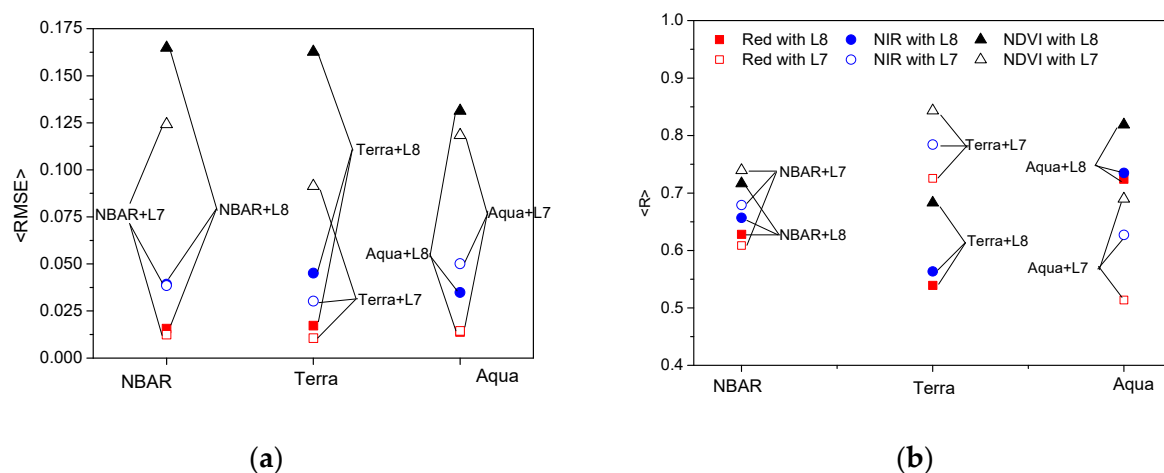 0.175
0.150
0.125
0.100
0.075
0.050
0.025
0.000
<RMSE>
NBAR+L7
NBAR+L8
Terra+L8
Terra+L7
Aqua+L8
Aqua+L7
NBAR
Terra
Aqua
(a)
1.0
0.9
0.8
0.7
0.6
0.5
0.4
<R>
Red with L8
NIR with L8
NDVI with L8
Red with L7
NIR with L7
NDVI with L7
NBAR+L7
NBAR+L8
Terra+L7
Terra+L8
Aqua+L8
Aqua+L7
NBAR
Terra
Aqua
(b)